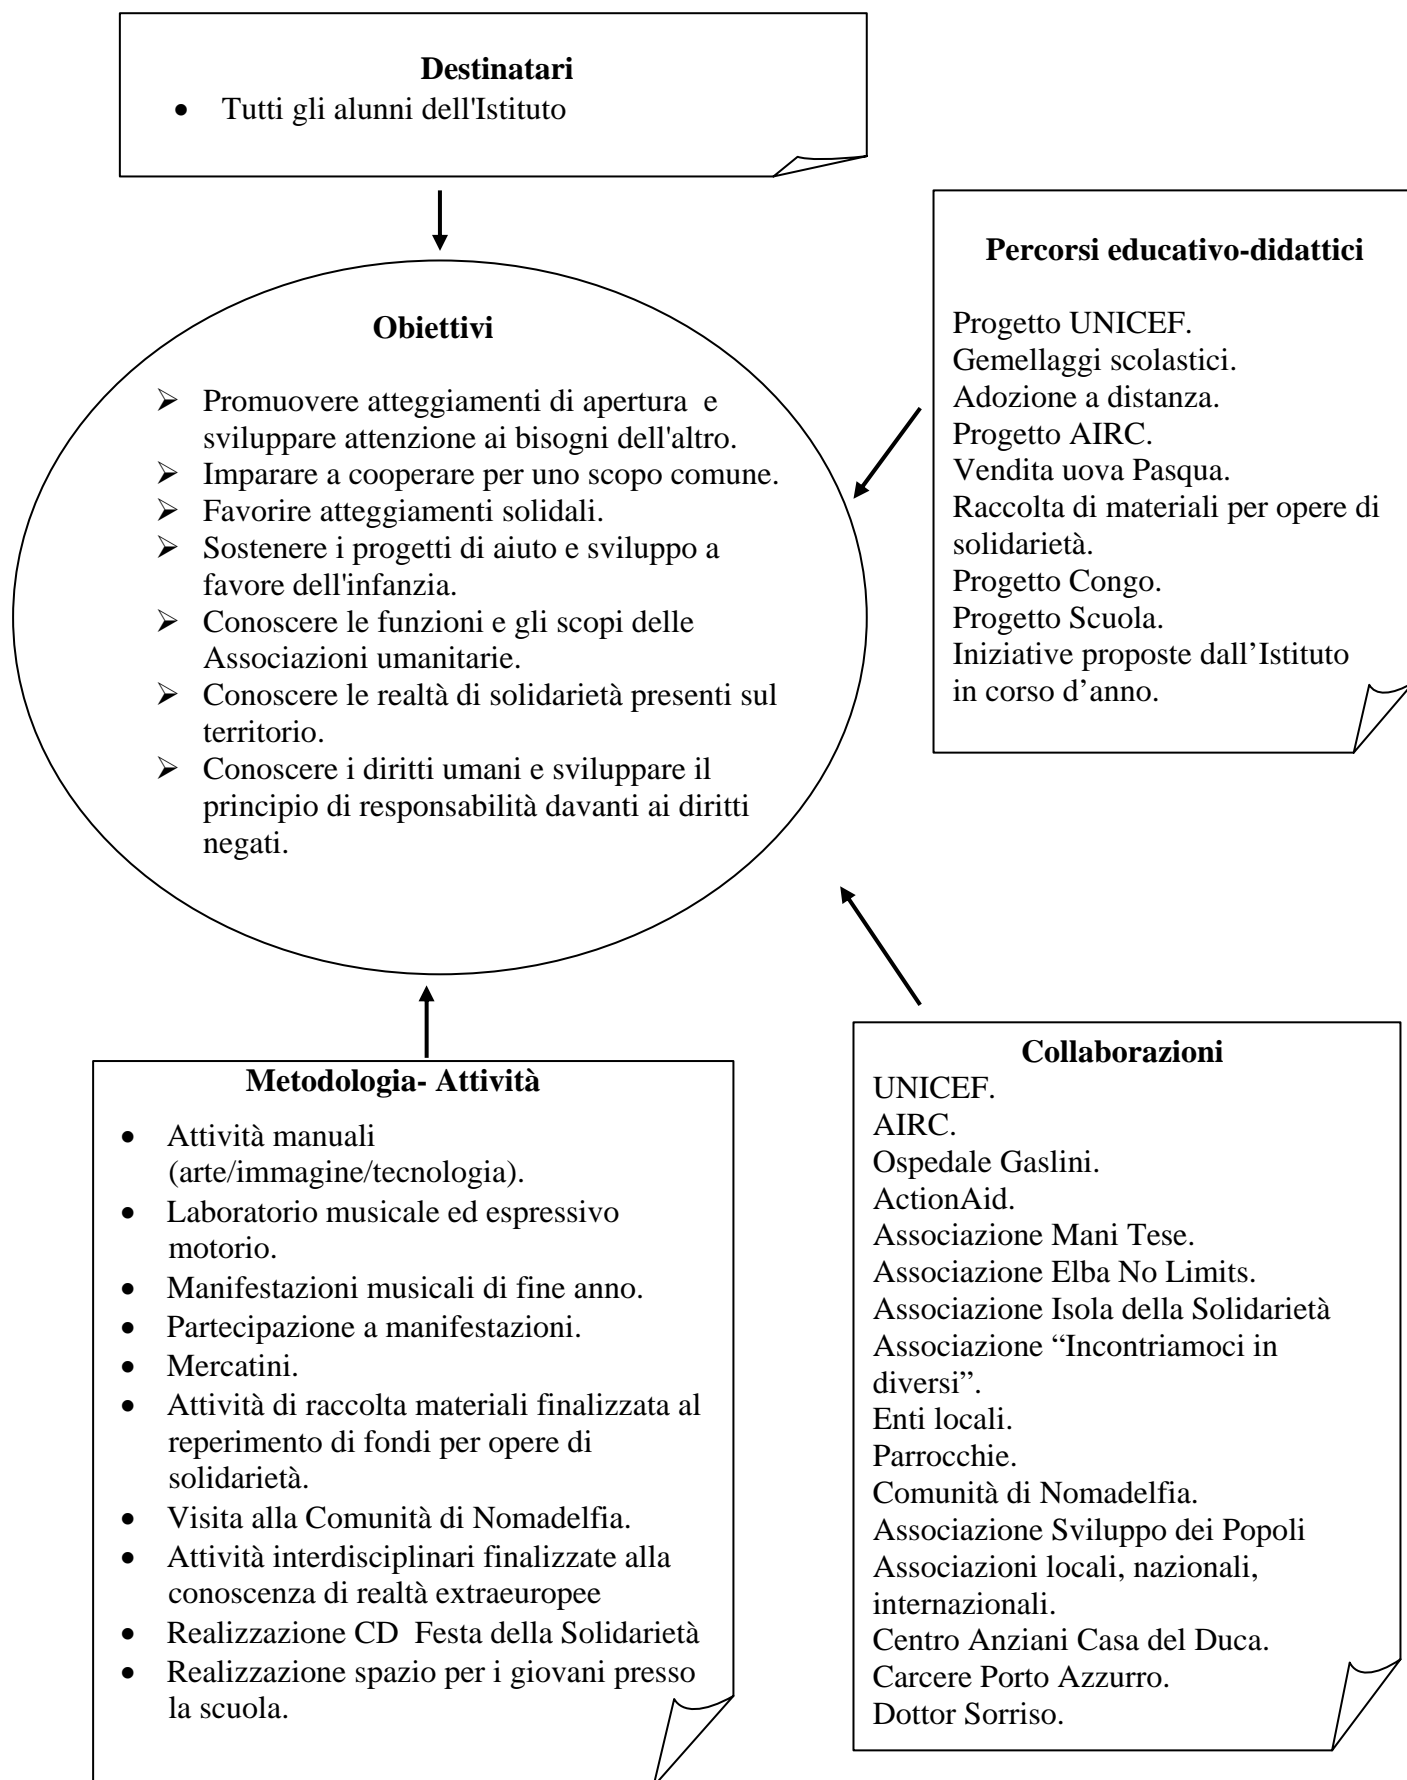 Destinatari
• Tutti gli alunni dell'Istituto
Percorsi educativo-didattici
Progetto UNICEF.
Gemellaggi scolastici.
Adozione a distanza.
Progetto AIRC.
Vendita uova Pasqua.
Raccolta di materiali per opere di
solidarietà.
Progetto Congo.
Progetto Scuola.
Iniziative proposte dall’Istituto
in corso d’anno.
Obiettivi
➢ Promuovere atteggiamenti di apertura  e
sviluppare attenzione ai bisogni dell'altro.
➢ Imparare a cooperare per uno scopo comune.
➢ Favorire atteggiamenti solidali.
➢ Sostenere i progetti di aiuto e sviluppo a
favore dell'infanzia.
➢ Conoscere le funzioni e gli scopi delle
Associazioni umanitarie.
➢ Conoscere le realtà di solidarietà presenti sul
territorio.
➢ Conoscere i diritti umani e sviluppare il
principio di responsabilità davanti ai diritti
negati.
Metodologia- Attività
• Attività manuali
(arte/immagine/tecnologia).
• Laboratorio musicale ed espressivo
motorio.
• Manifestazioni musicali di fine anno.
• Partecipazione a manifestazioni.
• Mercatini.
• Attività di raccolta materiali finalizzata al
reperimento di fondi per opere di
solidarietà.
• Visita alla Comunità di Nomadelfia.
• Attività interdisciplinari finalizzate alla
conoscenza di realtà extraeuropee
• Realizzazione CD  Festa della Solidarietà
• Realizzazione spazio per i giovani presso
la scuola.
Collaborazioni
UNICEF.
AIRC.
Ospedale Gaslini.
ActionAid.
Associazione Mani Tese.
Associazione Elba No Limits.
Associazione Isola della Solidarietà
Associazione “Incontriamoci in
diversi”.
Enti locali.
Parrocchie.
Comunità di Nomadelfia.
Associazione Sviluppo dei Popoli
Associazioni locali, nazionali,
internazionali.
Centro Anziani Casa del Duca.
Carcere Porto Azzurro.
Dottor Sorriso.